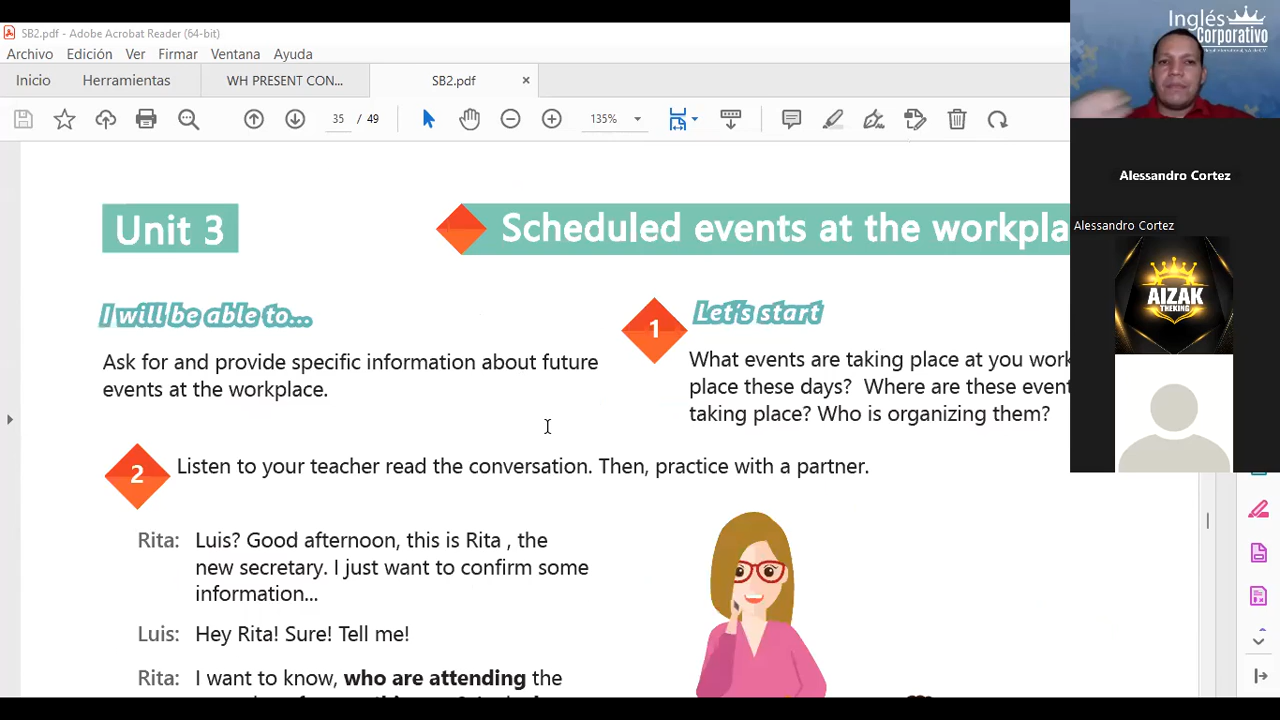 SB2.pdf - Adobe Acrobat Reader (64-bit)
Archivo Edición Ver Firmar Ventana Ayuda
Inicio Herramientas WH PRESENT CON... SB2.pdf ×
35 / 49 135%
Unit 3
Scheduled events at the workpla
I will be able to...
Ask for and provide specific information about future
events at the workplace.
1 Let's start
What events are taking place at you work
place these days? Where are these event
taking place? Who is organizing them?
2 Listen to your teacher read the conversation. Then, practice with a partner.
Rita: Luis? Good afternoon, this is Rita , the
new secretary. I just want to confirm some
information...
Luis: Hey Rita! Sure! Tell me!
Rita: I want to know, who are attending the
Inglés
Corporativo
Alessandro Cortez
Alessandro Cortez
AIZAK
THEKING